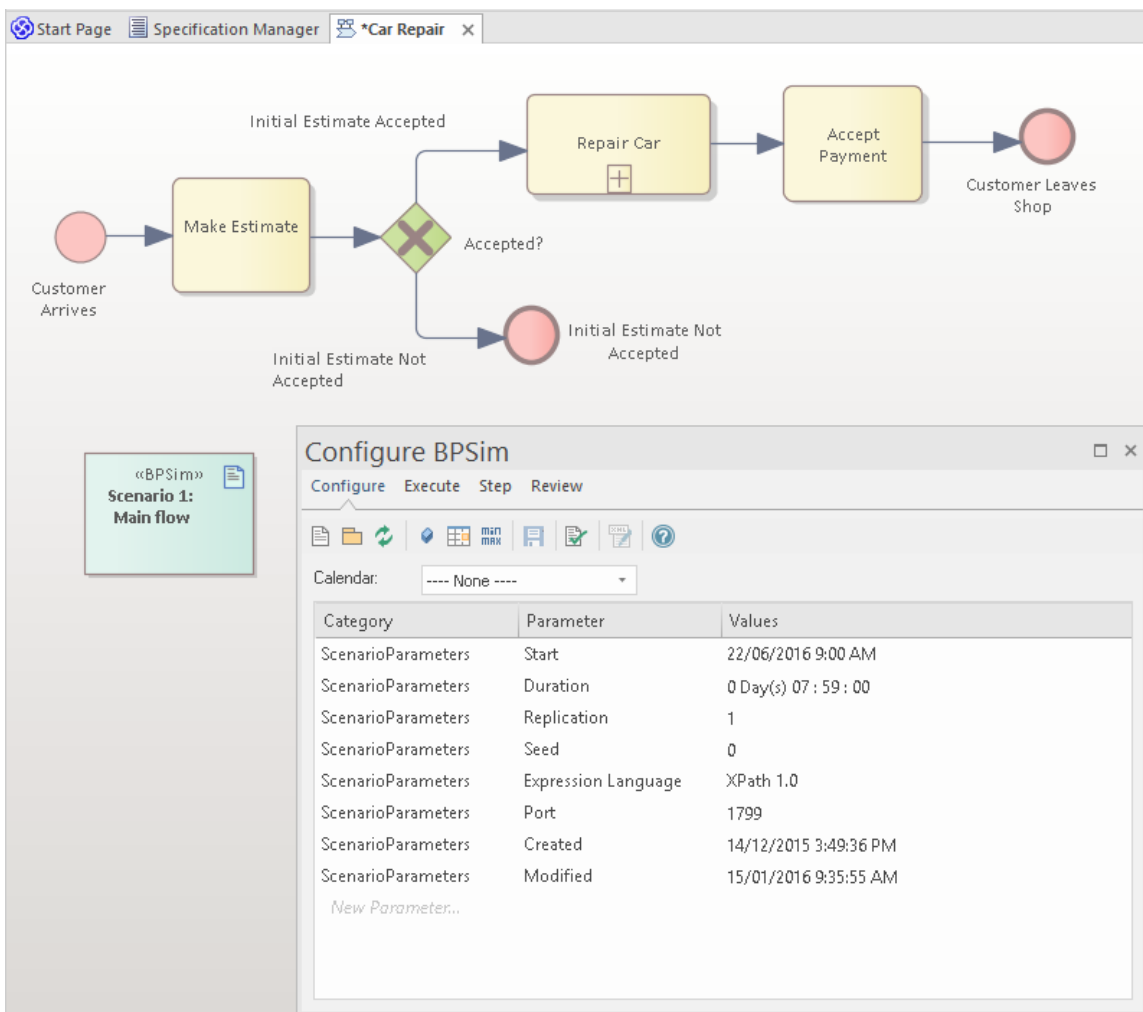 Start Page Specification Manager *Car Repair x
Initial Estimate Accepted
Repair Car
Accept
Payment
Customer Leaves
Shop
Make Estimate
Accepted?
Customer
Arrives
Initial Estimate Not
Accepted
Initial Estimate Not
Accepted
«BPSim»
Scenario 1:
Main flow
Configure BPSim
Configure Execute Step Review
min
max
XML
Calendar: ---- None ----
Category Parameter Values
ScenarioParameters Start 22/06/2016 9:00 AM
ScenarioParameters Duration 0 Day(s) 07 : 59 : 00
ScenarioParameters Replication 1
ScenarioParameters Seed 0
ScenarioParameters Expression Language XPath 1.0
ScenarioParameters Port 1799
ScenarioParameters Created 14/12/2015 3:49:36 PM
ScenarioParameters Modified 15/01/2016 9:35:55 AM
New Parameter...